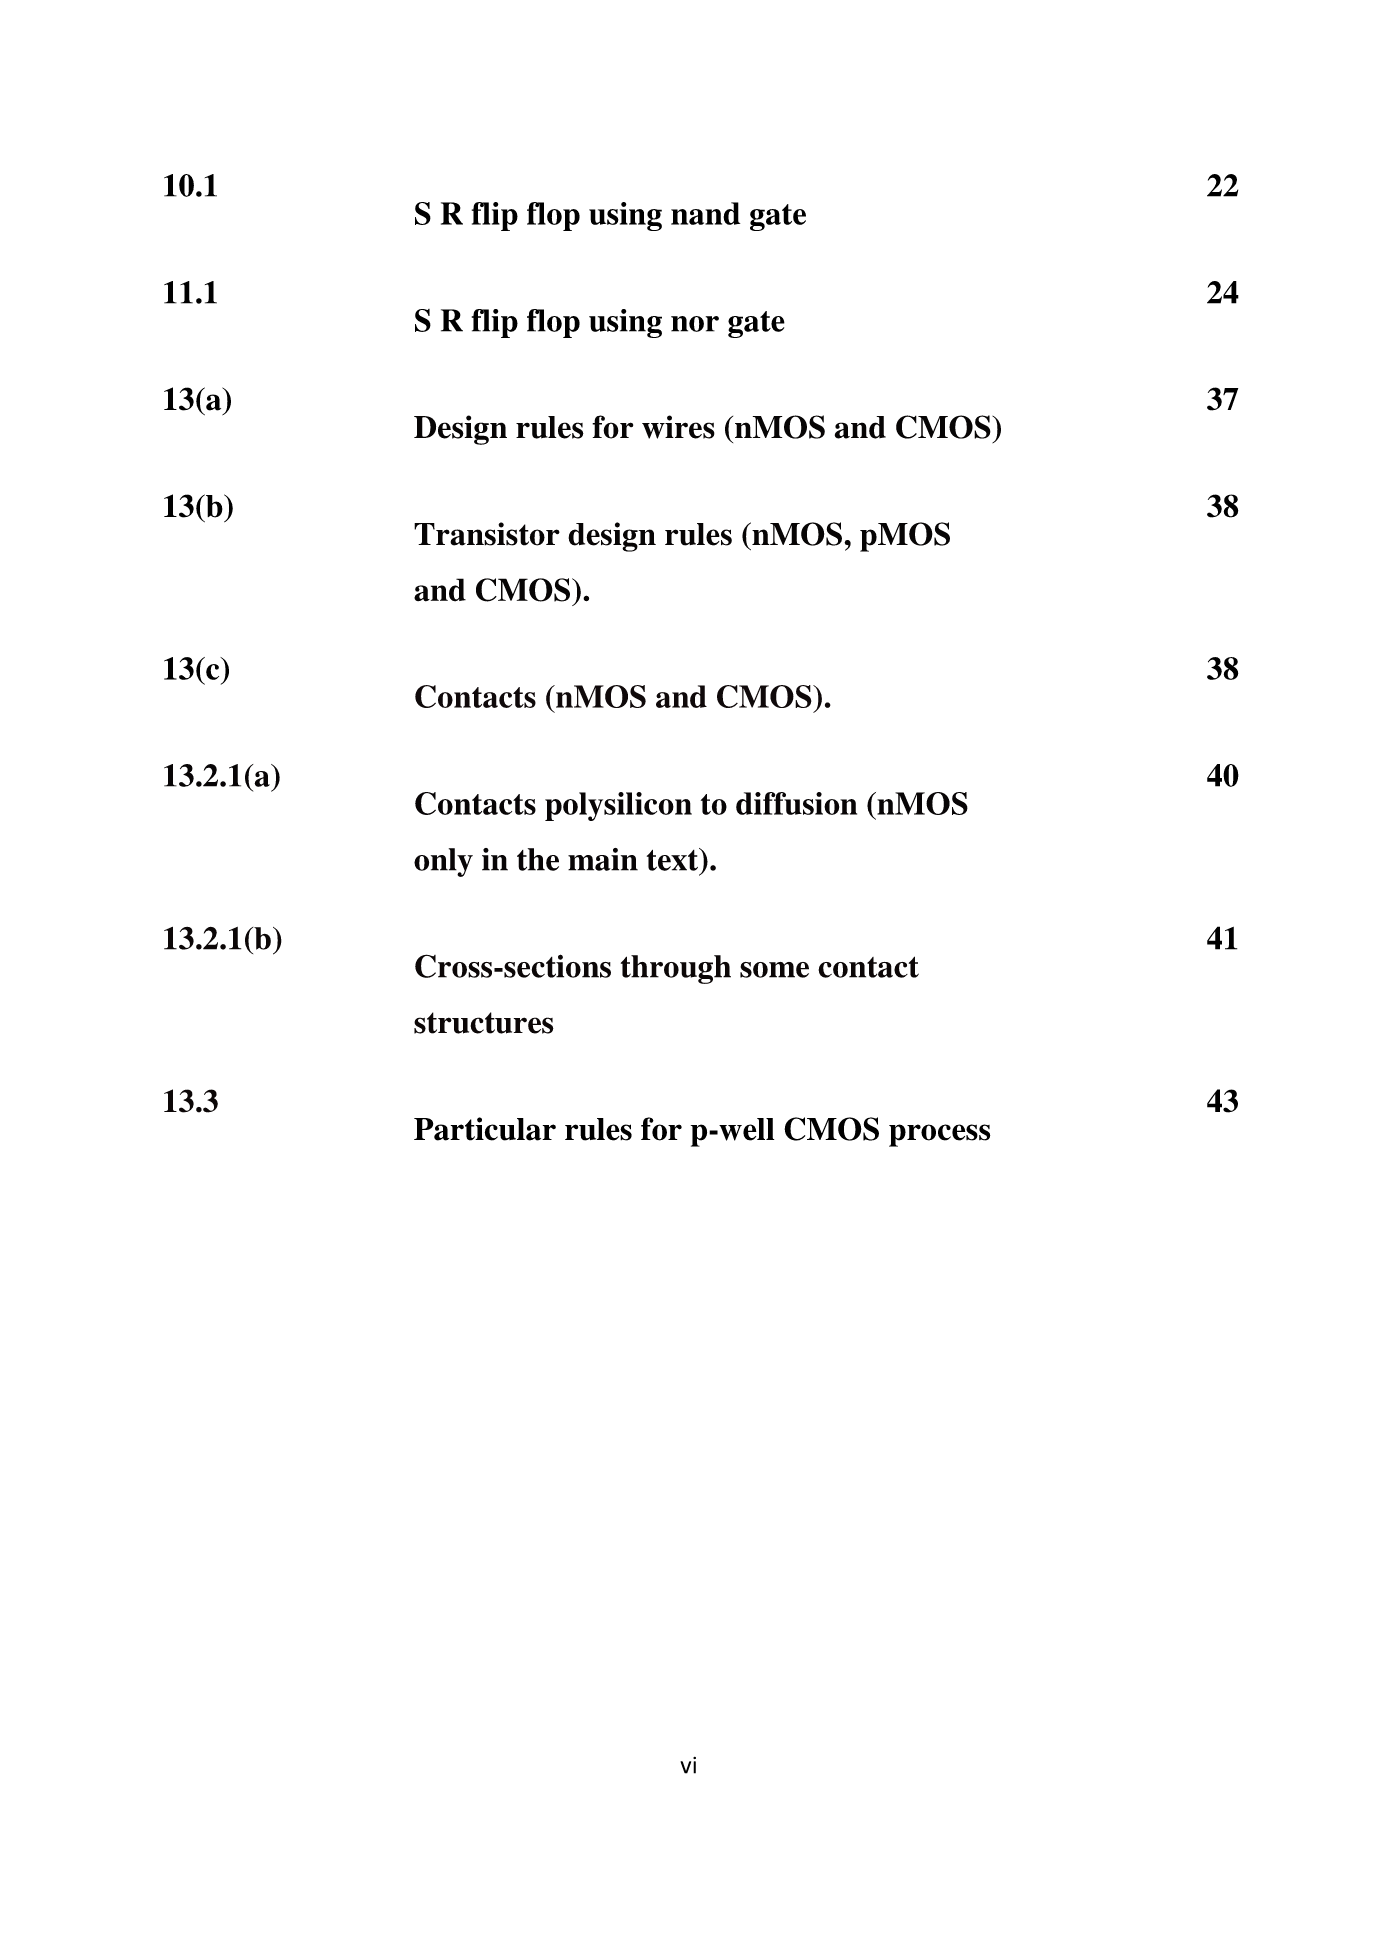 10.1 22
S R flip flop using nand gate
11.1 24
S R flip flop using nor gate
13(a) 37
Design rules for wires (nMOS and CMOS)
13(b) 38
Transistor design rules (nMOS, pMOS
and CMOS).
13(c) 38
Contacts (nMOS and CMOS).
13.2.1(a) 40
Contacts polysilicon to diffusion (nMOS
only in the main text).
13.2.1(b) 41
Cross-sections through some contact
structures
13.3 43
Particular rules for p-well CMOS process
vi